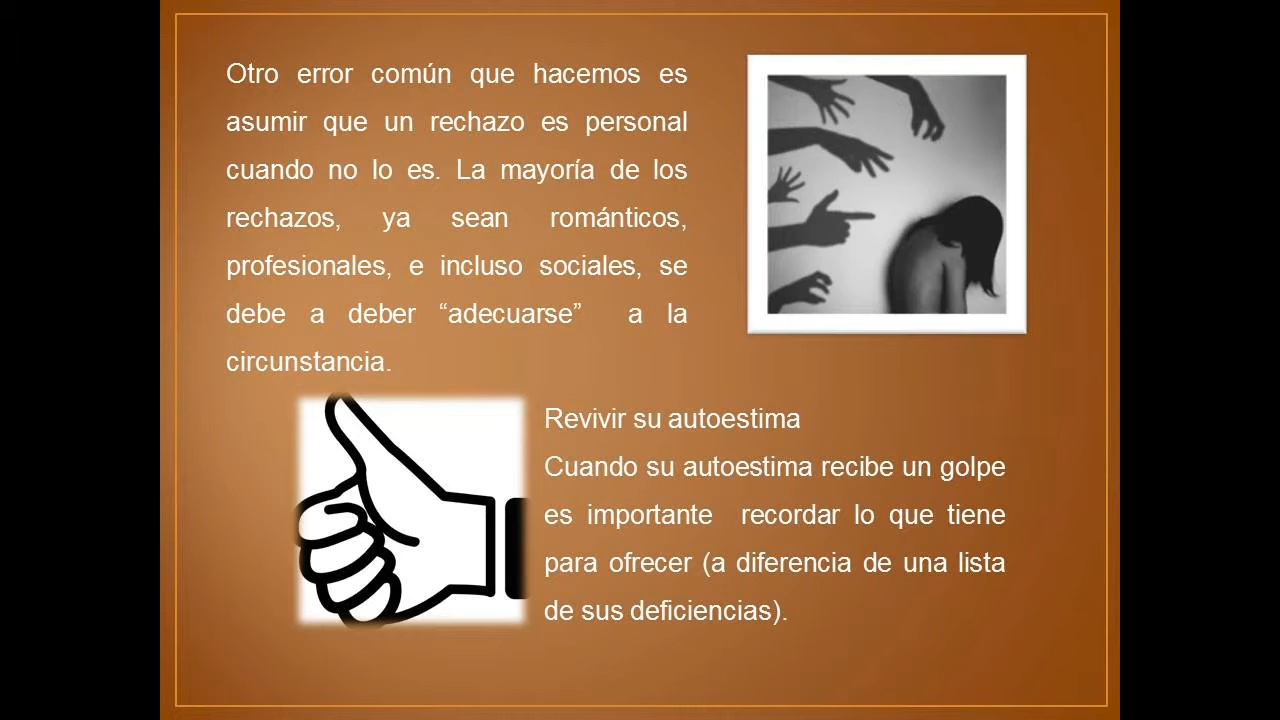 Otro error común que hacemos es
asumir que un rechazo es personal
cuando no lo es. La mayoría de los
rechazos, ya sean románticos,
profesionales, e incluso sociales, se
debe a deber “adecuarse” a la
circunstancia.
Revivir su autoestima
Cuando su autoestima recibe un golpe
es importante recordar lo que tiene
para ofrecer (a diferencia de una lista
de sus deficiencias).